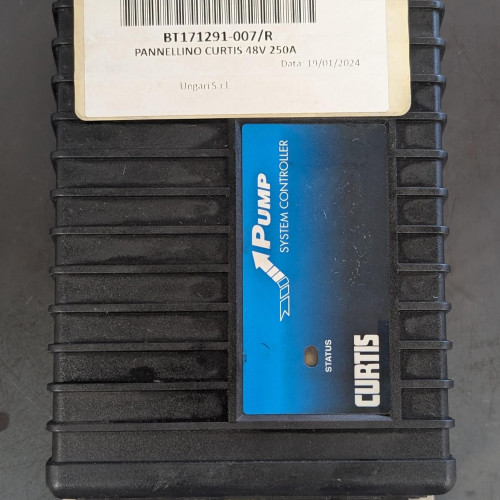 BT171291-007/R
PANNELLINO CURTIS 48V 250A
Data: 19/01/2024
Ungari S.r.l.
PUMP
SYSTEM CONTROLLER
STATUS
CURTIS